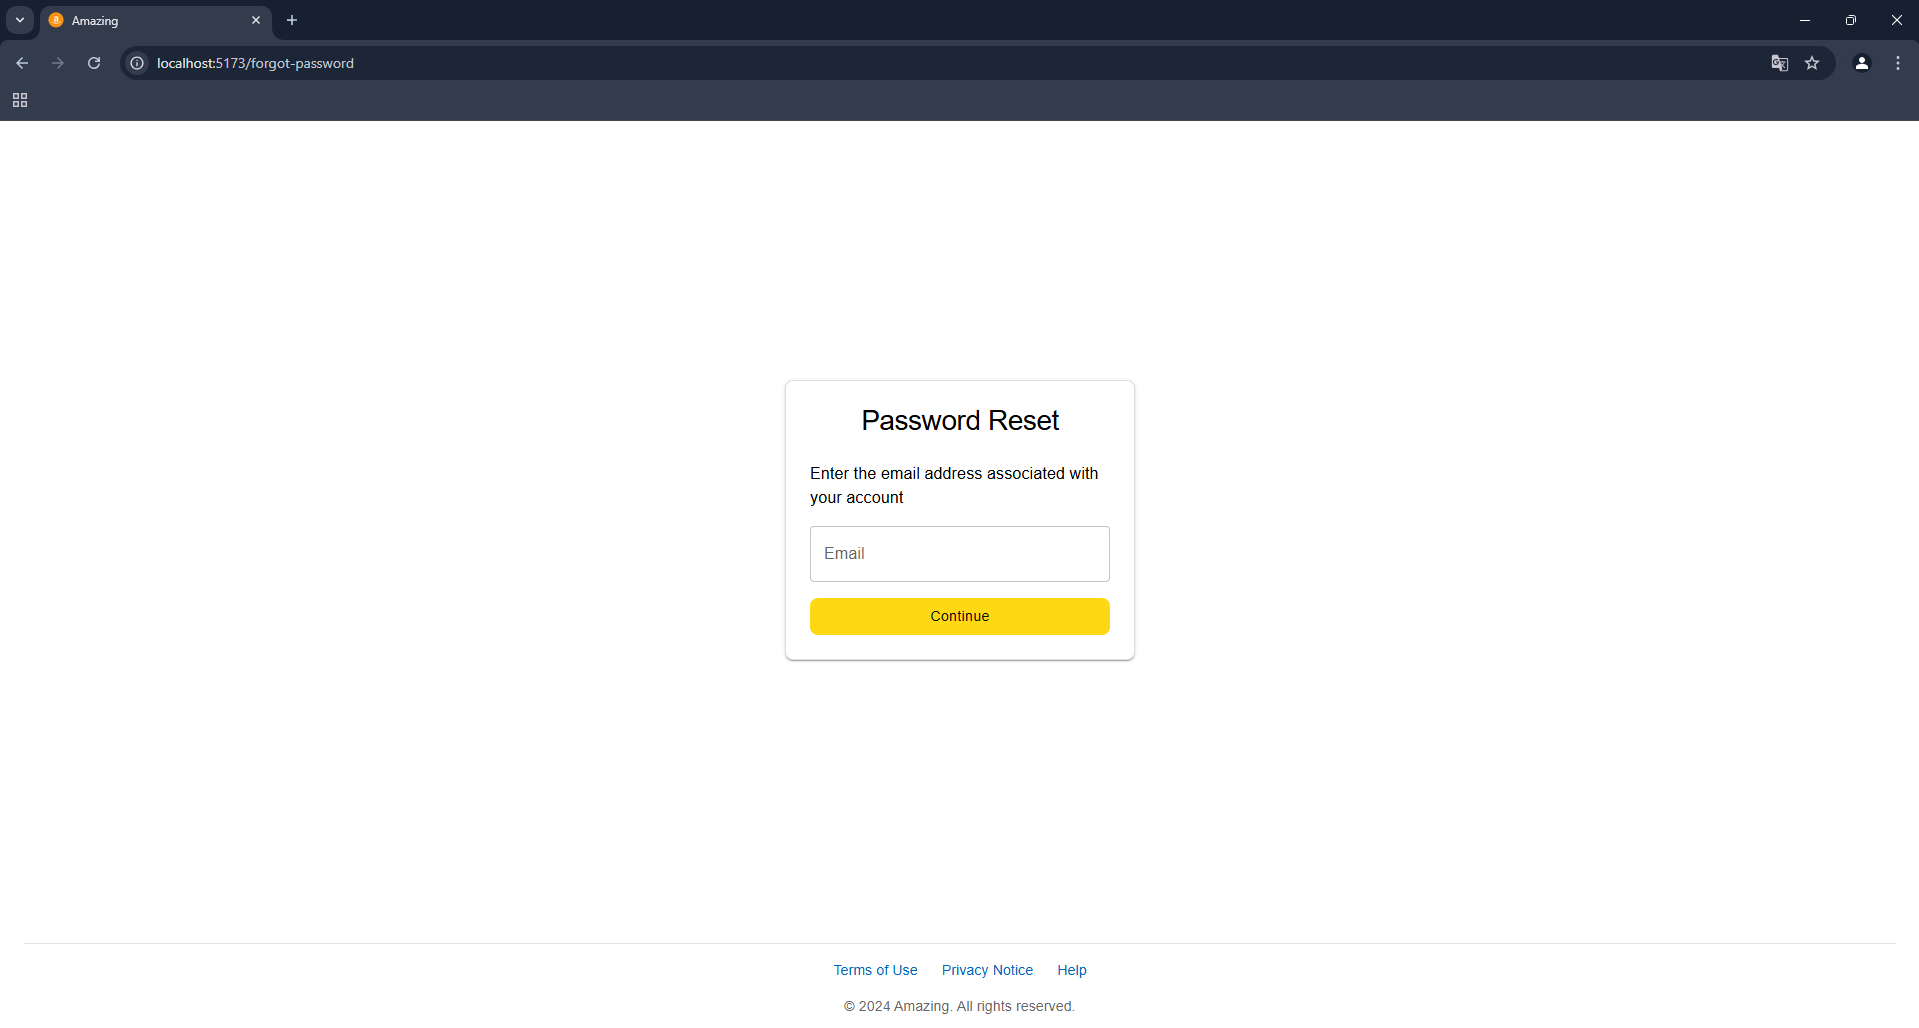 Amazing
localhost:5173/forgot-password
Password Reset
Enter the email address associated with
your account
Email
Continue
Terms of Use Privacy Notice Help
© 2024 Amazing. All rights reserved.